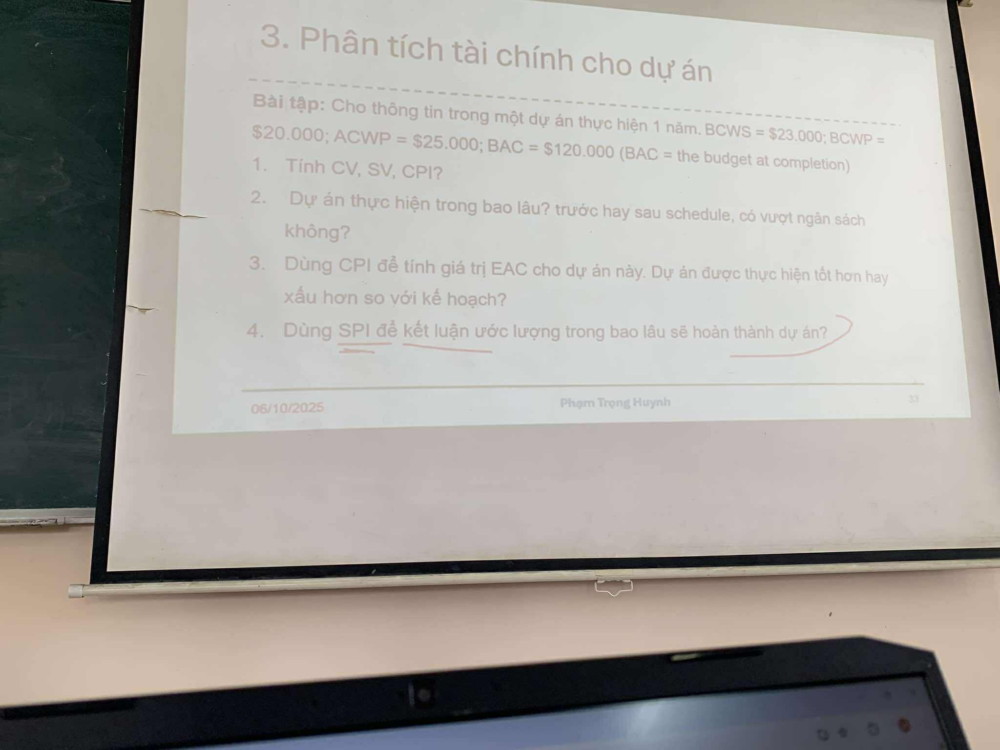 3. Phân tích tài chính cho dự án
Bài tập: Cho thông tin trong một dự án thực hiện 1 năm. BCWS = $23.000; BCWP =
$20.000; ACWP = $25.000; BAC = $120.000 (BAC = the budget at completion)
1. Tính CV, SV, CPI?
2. Dự án thực hiện trong bao lâu? trước hay sau schedule, có vượt ngân sách
không?
3. Dùng CPI để tính giá trị EAC cho dự án này. Dự án được thực hiện tốt hơn hay
xấu hơn so với kế hoạch?
4. Dùng SPI để kết luận ước lượng trong bao lâu sẽ hoàn thành dự án?
06/10/2025
Phạm Trọng Huynh
33